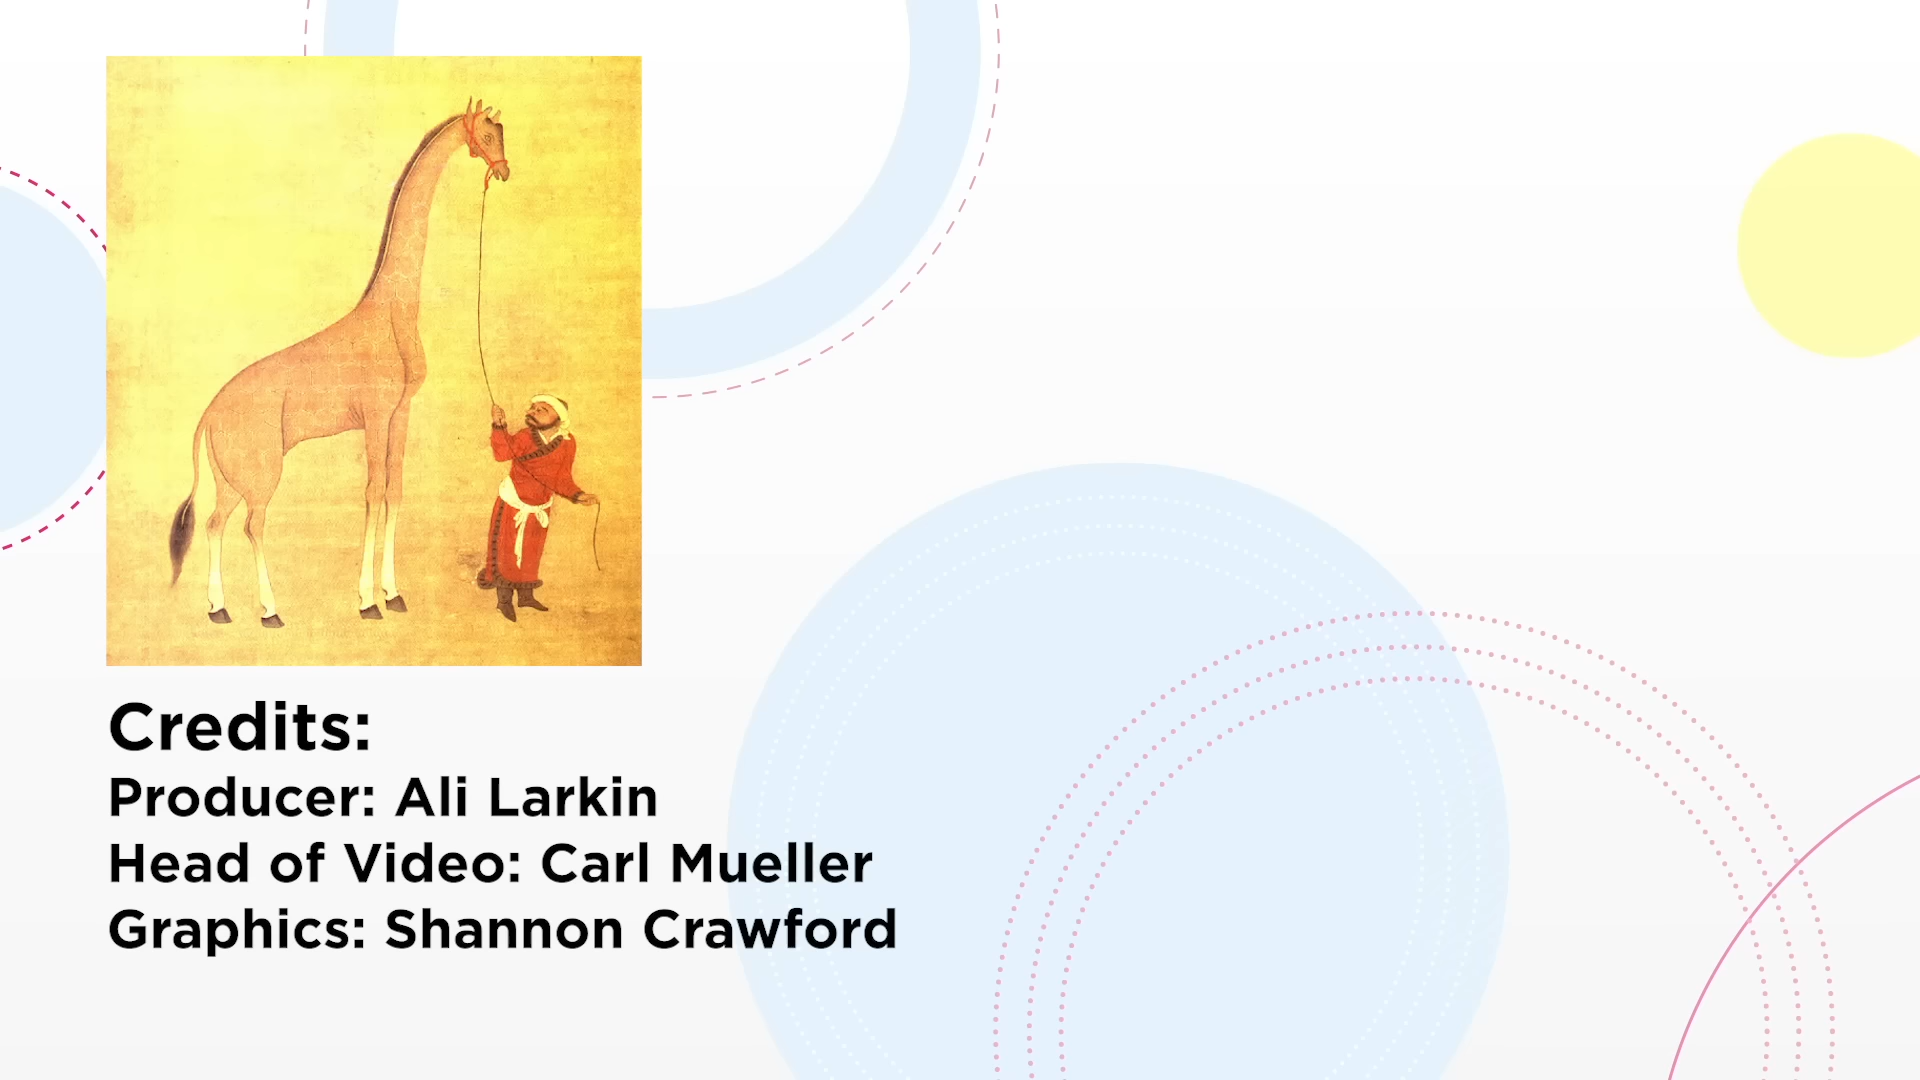 Credits:
Producer: Ali Larkin
Head of Video: Carl Mueller
Graphics: Shannon Crawford